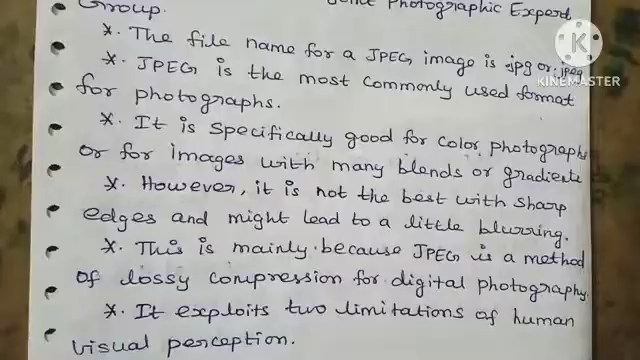 Joint Photographic Expert
Group.
*. The file name for a JPEG image is .jpg or .jpeg
*. JPEG is the most commonly used format
for photographs.
*. It is specifically good for color photographs
or for images with many blends or gradients
*. However, it is not the best with sharp
edges and might lead to a little blurring.
*. This is mainly because JPEG is a method
of lossy compression for digital photography.
*. It exploits two limitations of human
visual perception.
K
KINEMASTER